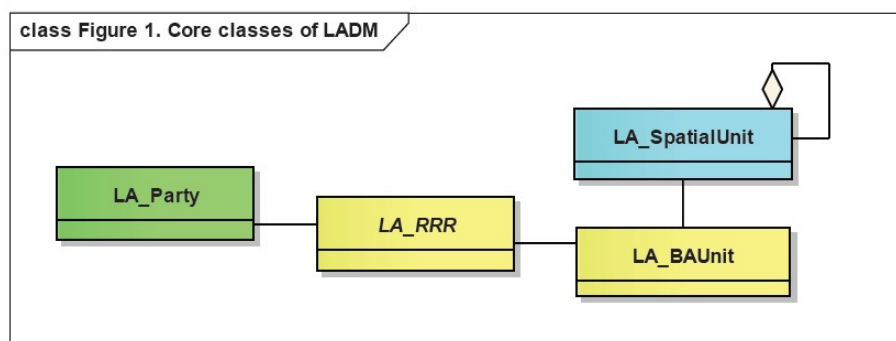 class Figure 1. Core classes of LADM
LA_SpatialUnit
LA_Party
LA_RRR
LA_BAUnit